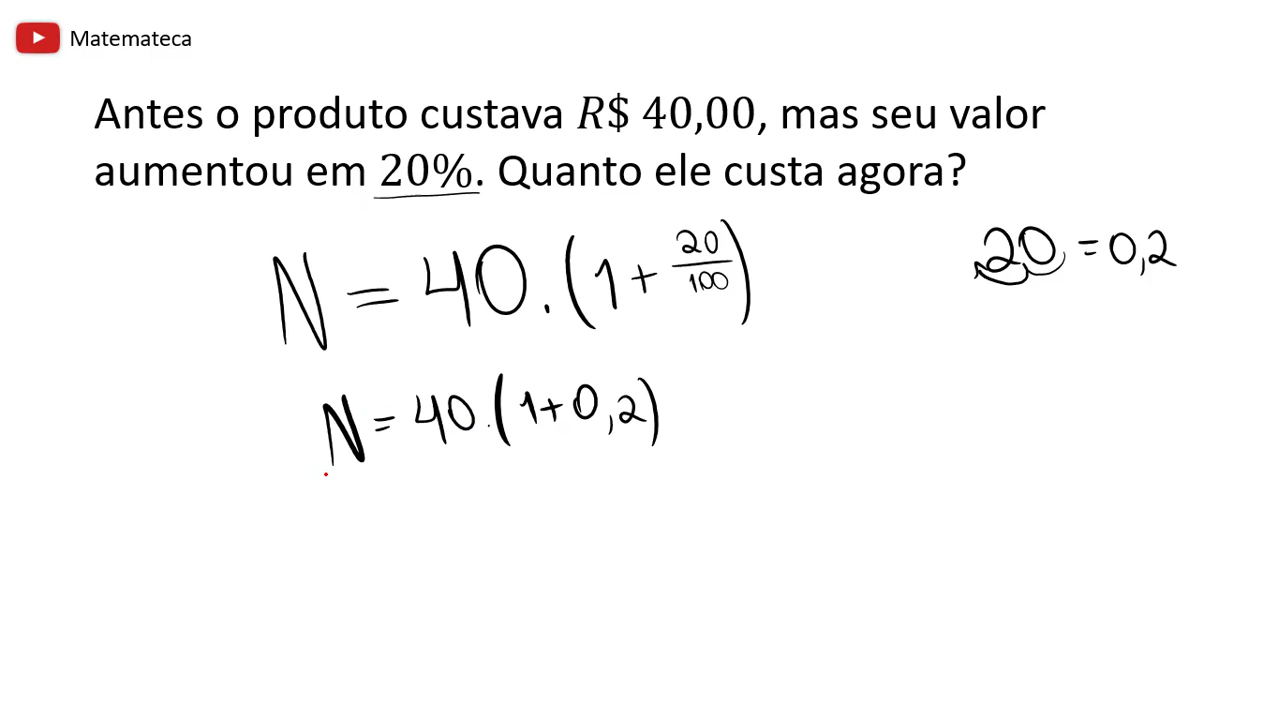 Matemateca
Antes o produto custava R$ 40,00, mas seu valor
aumentou em 20%. Quanto ele custa agora?
N = 40.(1+20/100)
20 = 0,2
N = 40.(1+0,2)